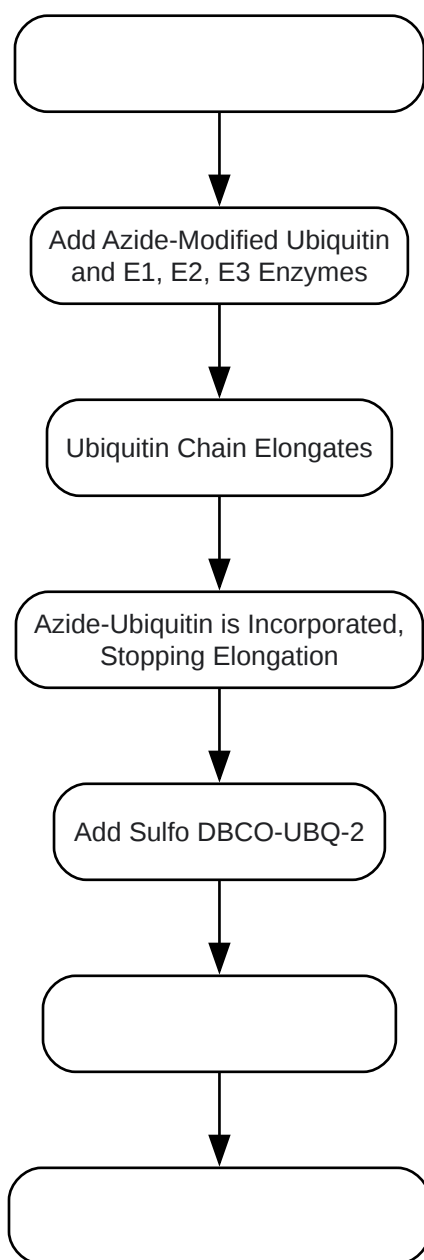 Add Azide-Modified Ubiquitin
and E1, E2, E3 Enzymes
Ubiquitin Chain Elongates
Azide-Ubiquitin is Incorporated,
Stopping Elongation
Add Sulfo DBCO-UBQ-2